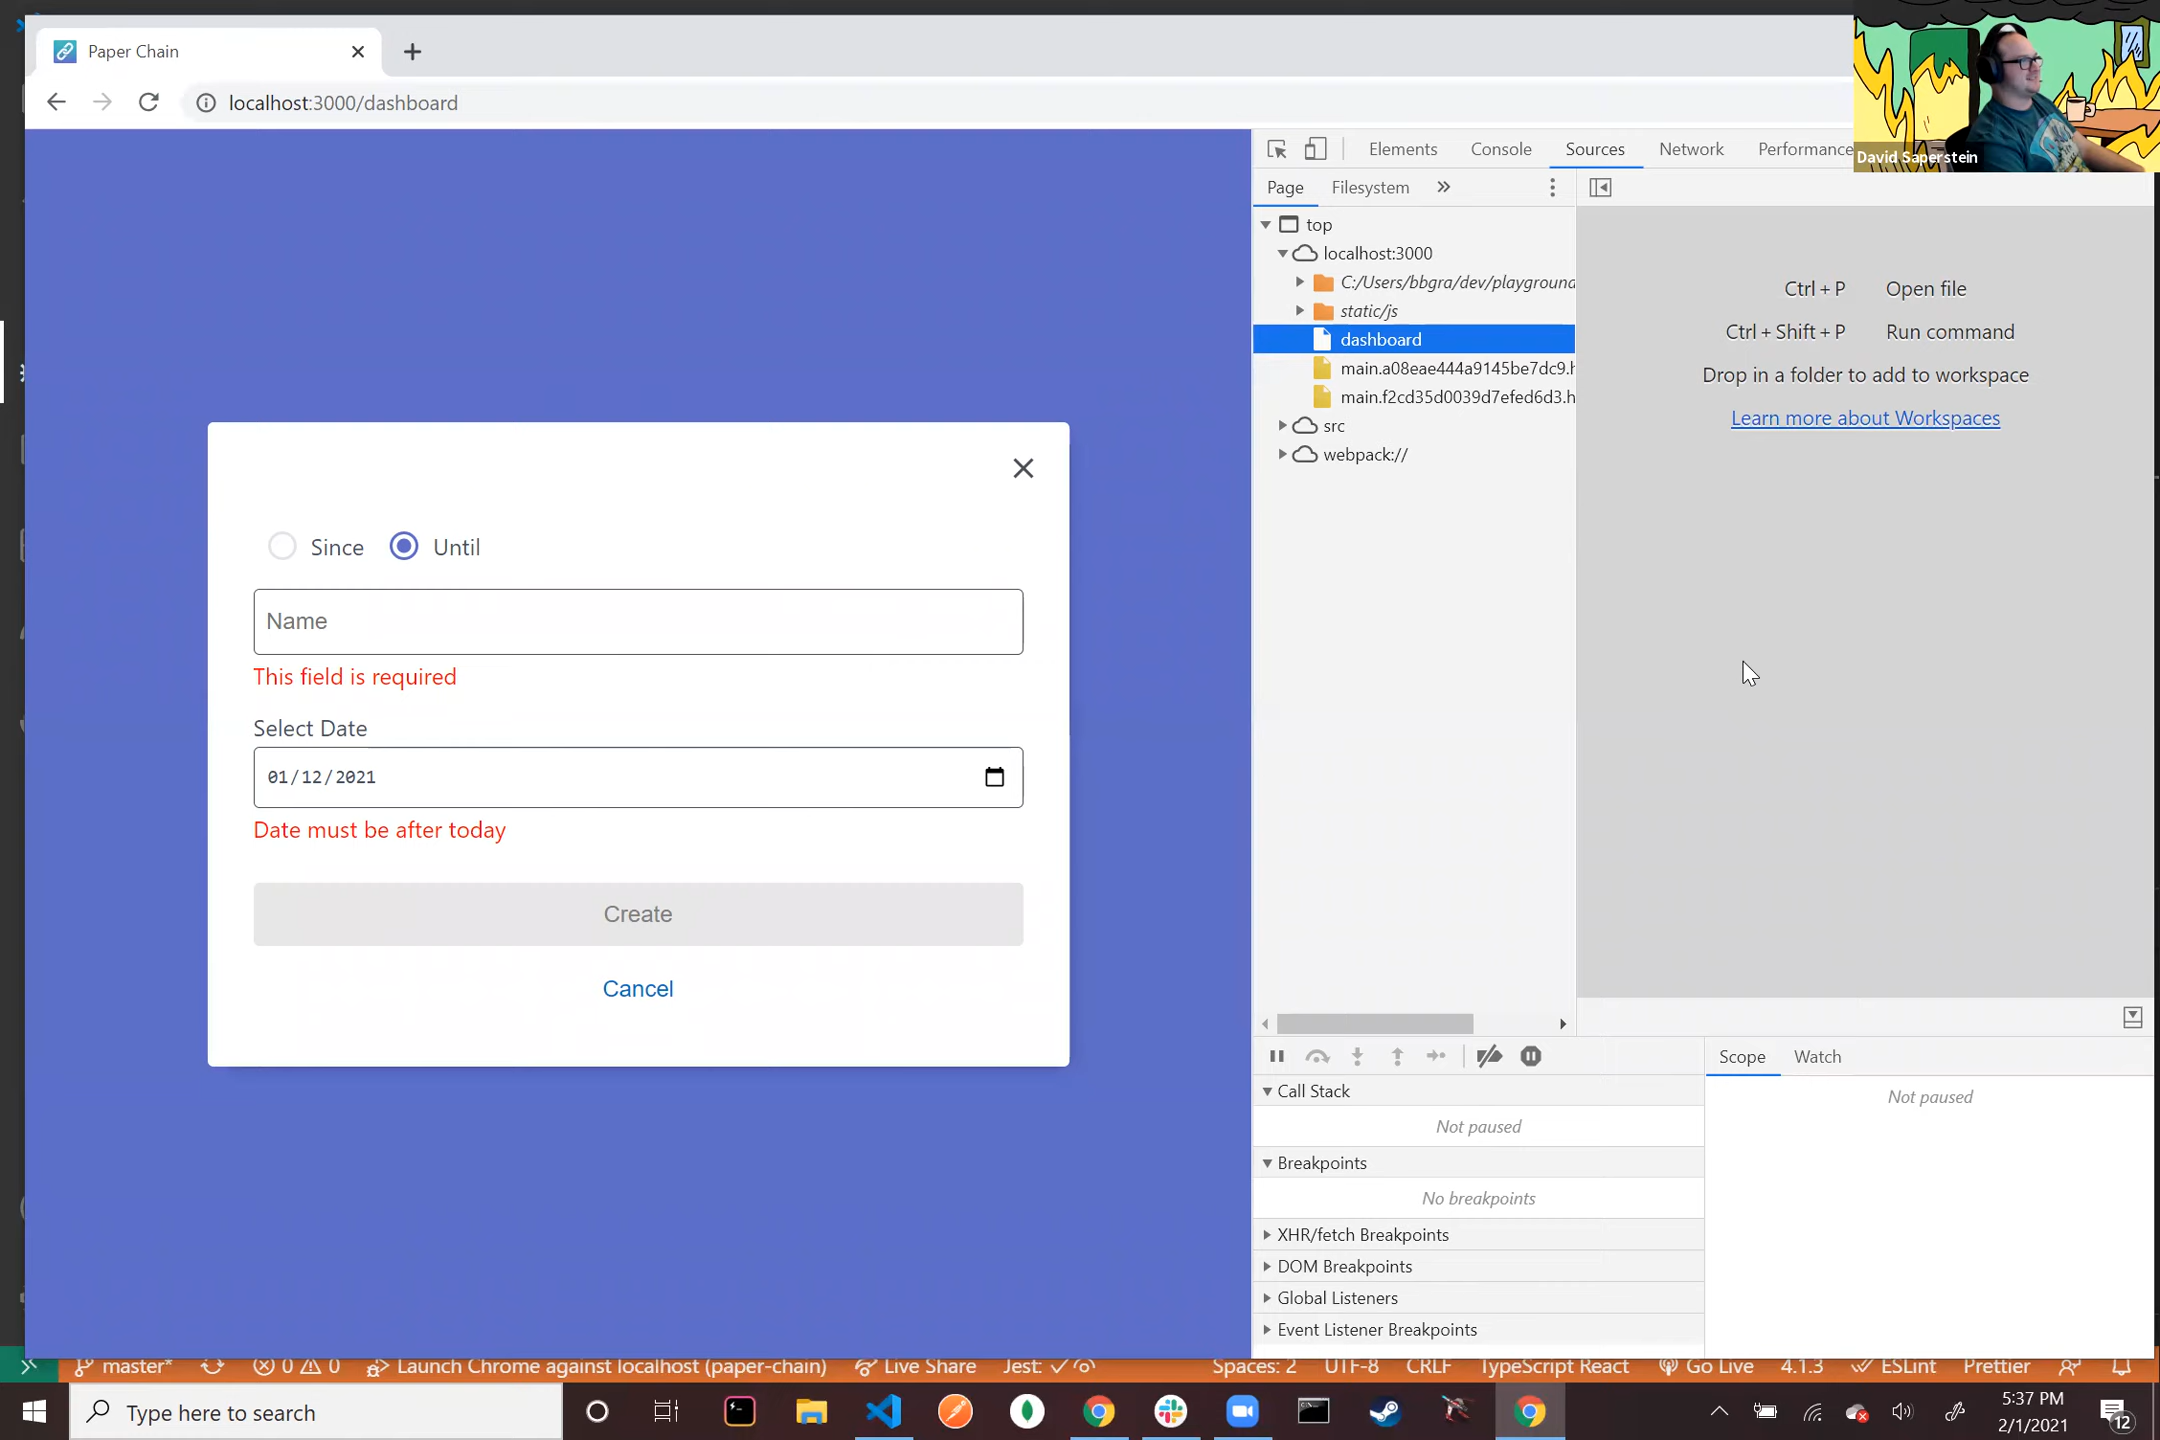 Paper Chain
localhost:3000/dashboard
David Saperstein
Elements Console Sources Network Performance
Page Filesystem
top
localhost:3000
C:/Users/bbgra/dev/playground
static/js
dashboard
main.a08eae444a9145be7dc9.h
main.f2cd35d0039d7efed6d3.h
src
webpack://
Ctrl + P Open file
Ctrl + Shift + P Run command
Drop in a folder to add to workspace
Learn more about Workspaces
Since Until
Name
This field is required
Select Date
01/12/2021
Date must be after today
Create
Cancel
Call Stack
Not paused
Breakpoints
No breakpoints
XHR/fetch Breakpoints
DOM Breakpoints
Global Listeners
Event Listener Breakpoints
Scope Watch
Not paused
master* 0 0 Launch Chrome against localhost (paper-chain) Live Share Jest: Spaces: 2 UTF-8 CRLF TypeScript React Go Live 4.1.3 ESLint Prettier
Type here to search
5:37 PM
2/1/2021
12